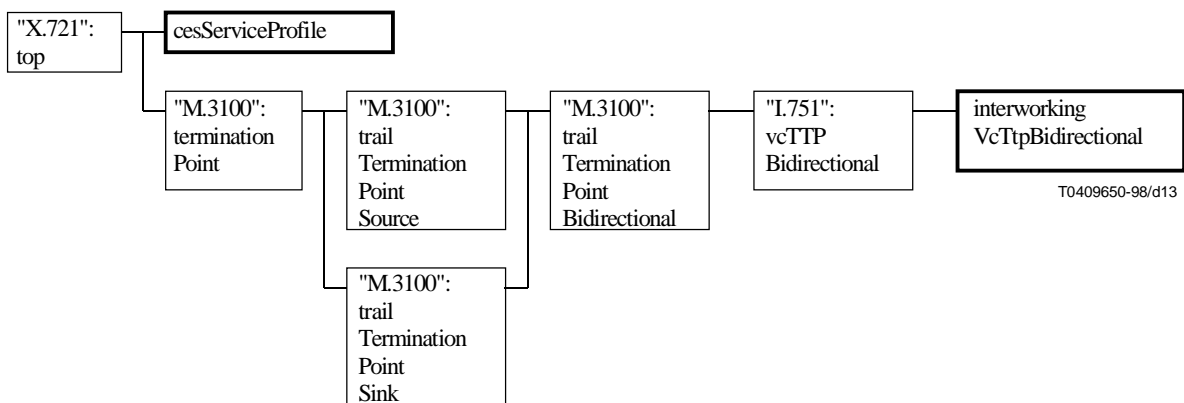 "X.721":
top
cesServiceProfile
"M.3100":
termination
Point
"M.3100":
trail
Termination
Point
Source
"M.3100":
trail
Termination
Point
Bidirectional
"I.751":
vcTTP
Bidirectional
interworking
VcTtpBidirectional
T0409650-98/d13
"M.3100":
trail
Termination
Point
Sink